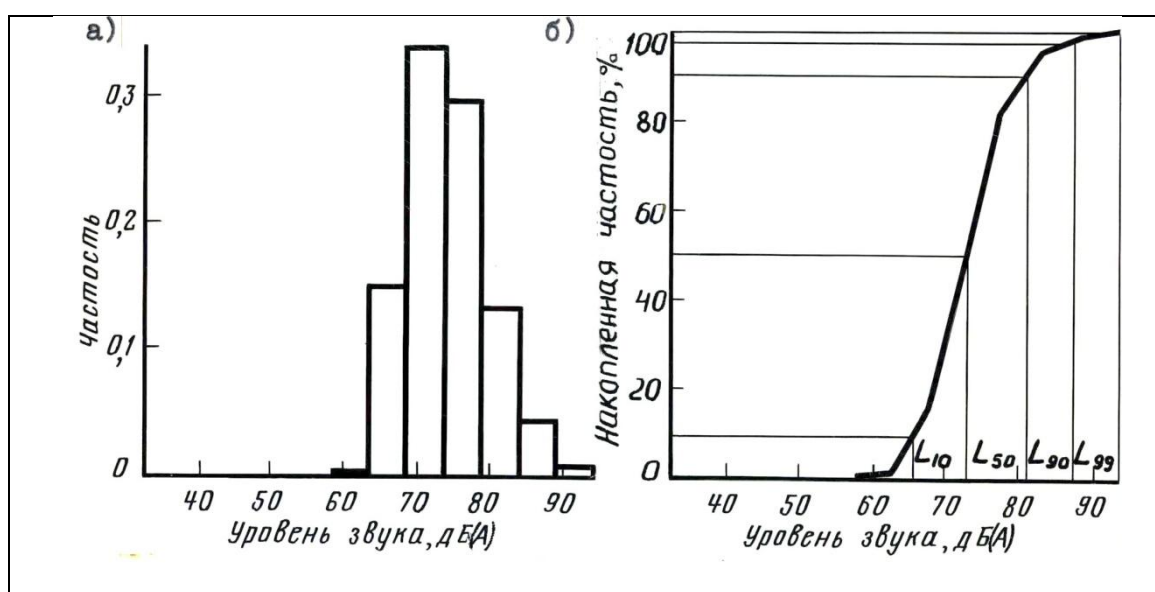 а)
Частость
0,3
0,2
0,1
0
40 50 60 70 80 90
Уровень звука, дБ(А)
б)
Накопленная частость, %
100
80
60
40
20
0
L10 L50 L90 L99
40 50 60 70 80 90
Уровень звука, дБ(А)